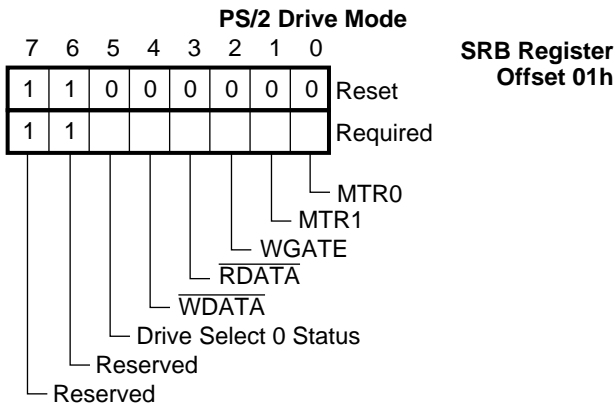 PS/2 Drive Mode
7 6 5 4 3 2 1 0
SRB Register
Offset 01h
1 1 0 0 0 0 0 0 Reset
1 1 Required
MTR0
MTR1
WGATE
RDATA
WDATA
Drive Select 0 Status
Reserved
Reserved